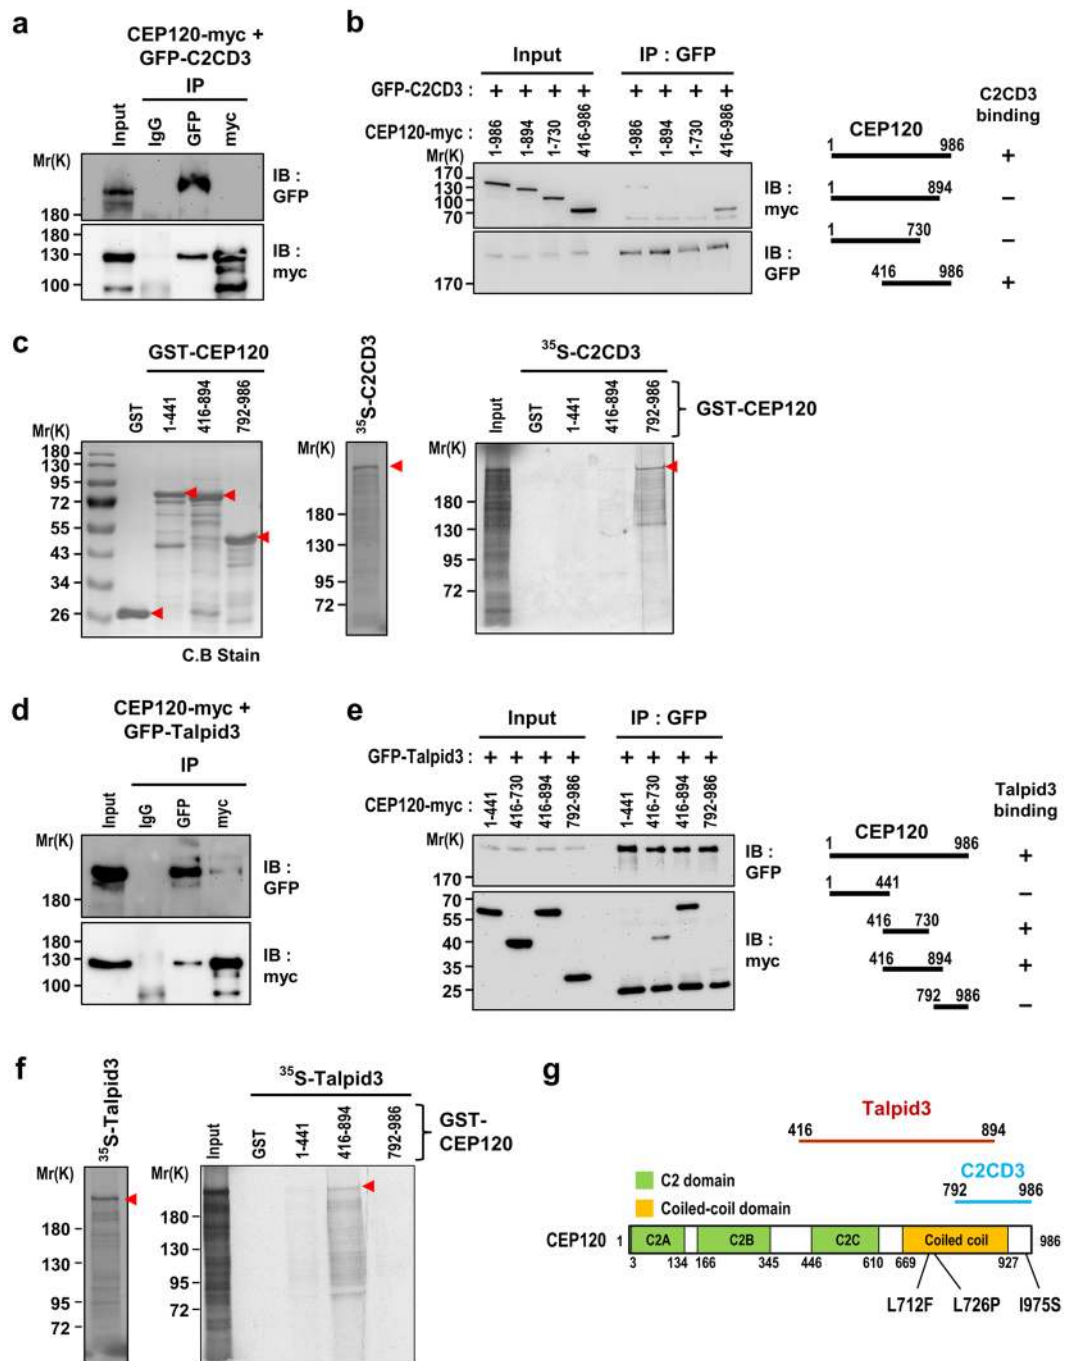 a
CEP120-myc +
GFP-C2CD3
IP
Input
IgG
GFP
myc
Mr(K)
180
IB :
GFP
180
130
100
IB :
myc
b
Input
IP : GFP
GFP-C2CD3 : + + + + + + + +
CEP120-myc : 1-986 1-894 1-730 416-986 1-986 1-894 1-730 416-986
Mr(K)
170
130
100
70
IB :
myc
170
IB :
GFP
C2CD3
binding
CEP120
1 986 +
1 894 −
1 730 −
416 986 +
c
GST-CEP120
GST
1-441
416-894
792-986
Mr(K)
180
130
95
72
55
43
34
26
C.B Stain
35S-C2CD3
Mr(K)
180
130
95
72
35S-C2CD3
Input
GST
1-441
416-894
792-986
GST-CEP120
Mr(K)
180
130
95
72
d
CEP120-myc +
GFP-Talpid3
IP
Input
IgG
GFP
myc
Mr(K)
180
IB :
GFP
180
130
100
IB :
myc
e
Input
IP : GFP
GFP-Talpid3 : + + + + + + + +
CEP120-myc : 1-441 416-730 416-894 792-986 1-441 416-730 416-894 792-986
Mr(K)
170
IB :
GFP
70
55
40
35
25
IB :
myc
Talpid3
binding
CEP120
1 986 +
1 441 −
416 730 +
416 894 +
792 986 −
f
35S-Talpid3
Mr(K)
180
130
95
72
35S-Talpid3
Input
GST
1-441
416-894
792-986
GST-
CEP120
Mr(K)
180
130
95
72
g
Talpid3
416 894
C2CD3
792 986
C2 domain
Coiled-coil domain
CEP120 1 C2A C2B C2C Coiled coil 986
3 134 166 345 446 610 669 927
L712F L726P I975S